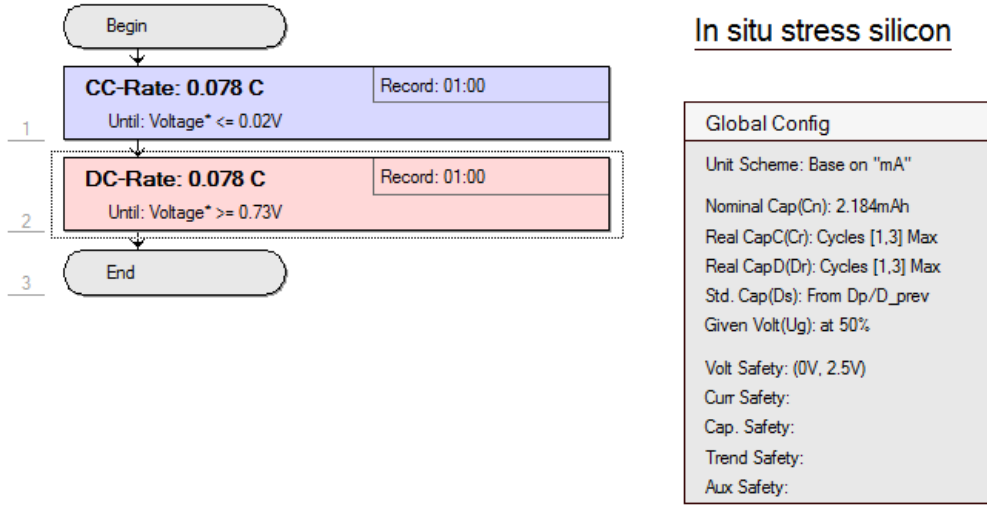 Begin
CC-Rate: 0.078 C
Record: 01:00
Until: Voltage* <= 0.02V
1
DC-Rate: 0.078 C
Record: 01:00
Until: Voltage* >= 0.73V
2
End
3
In situ stress silicon
Global Config
Unit Scheme: Base on "mA"
Nominal Cap(Cn): 2.184mAh
Real CapC(Cr): Cycles [1,3] Max
Real CapD(Dr): Cycles [1,3] Max
Std. Cap(Ds): From Dp/D_prev
Given Volt(Ug): at 50%
Volt Safety: (0V, 2.5V)
Curr Safety:
Cap. Safety:
Trend Safety:
Aux Safety: